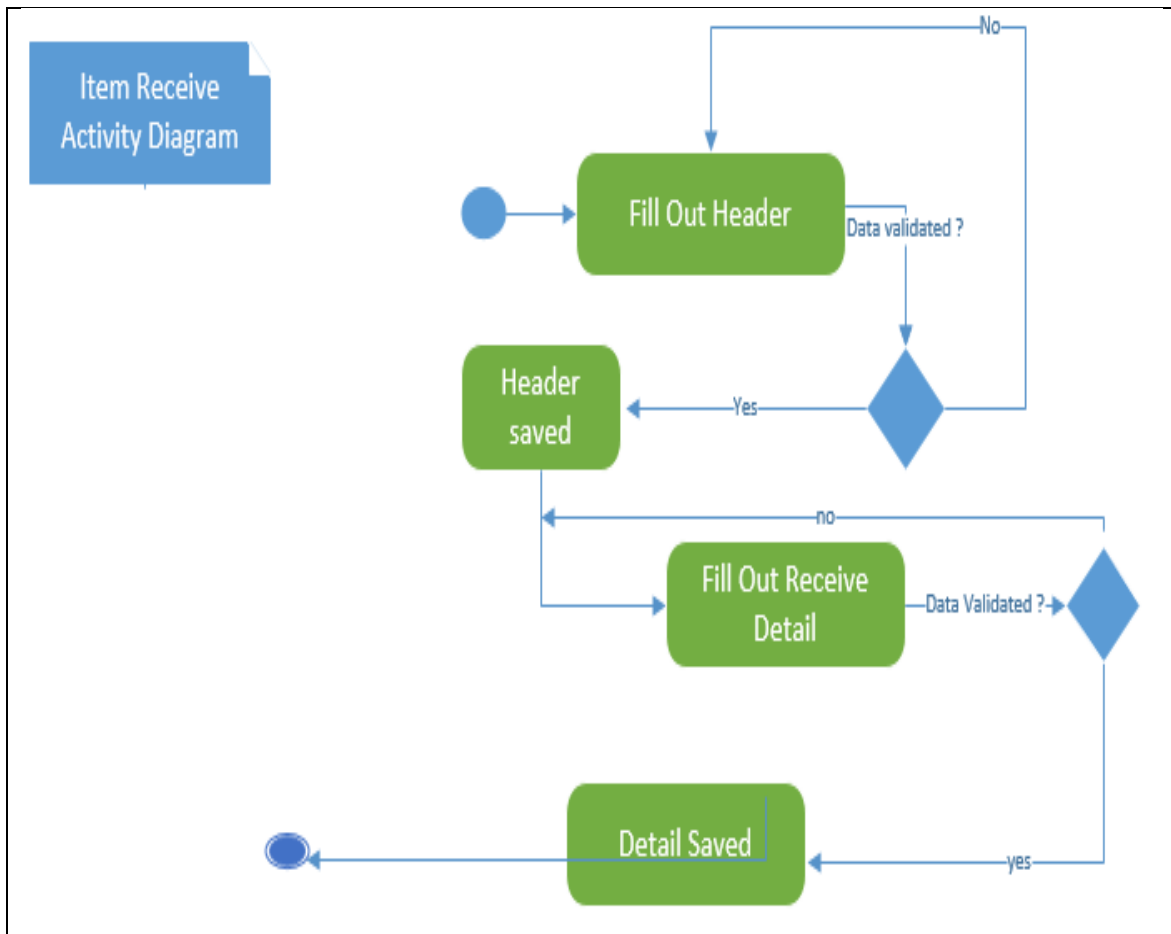 Item Receive
Activity Diagram
No
Fill Out Header
Data validated ?
Header
saved
Yes
no
Fill Out Receive
Detail
Data Validated ?
Detail Saved
yes